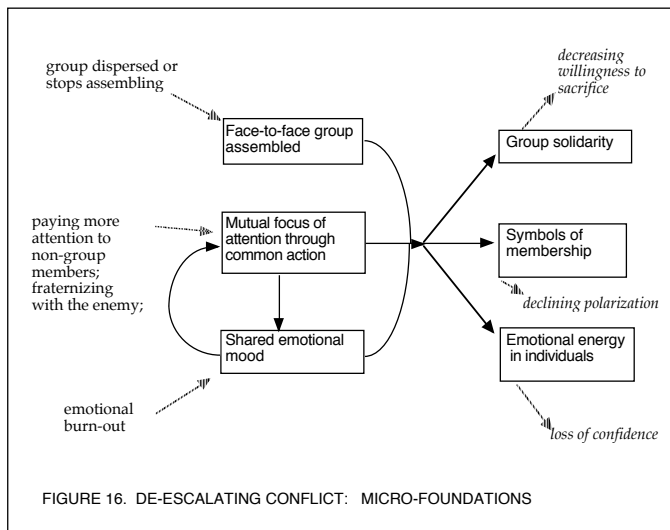 group dispersed or
stops assembling
Face-to-face group
assembled
paying more
attention to
non-group
members;
fraternizing
with the enemy;
Mutual focus of
attention through
common action
Shared emotional
mood
emotional
burn-out
decreasing
willingness to
sacrifice
Group solidarity
Symbols of
membership
declining polarization
Emotional energy
in individuals
loss of confidence
FIGURE 16. DE-ESCALATING CONFLICT: MICRO-FOUNDATIONS